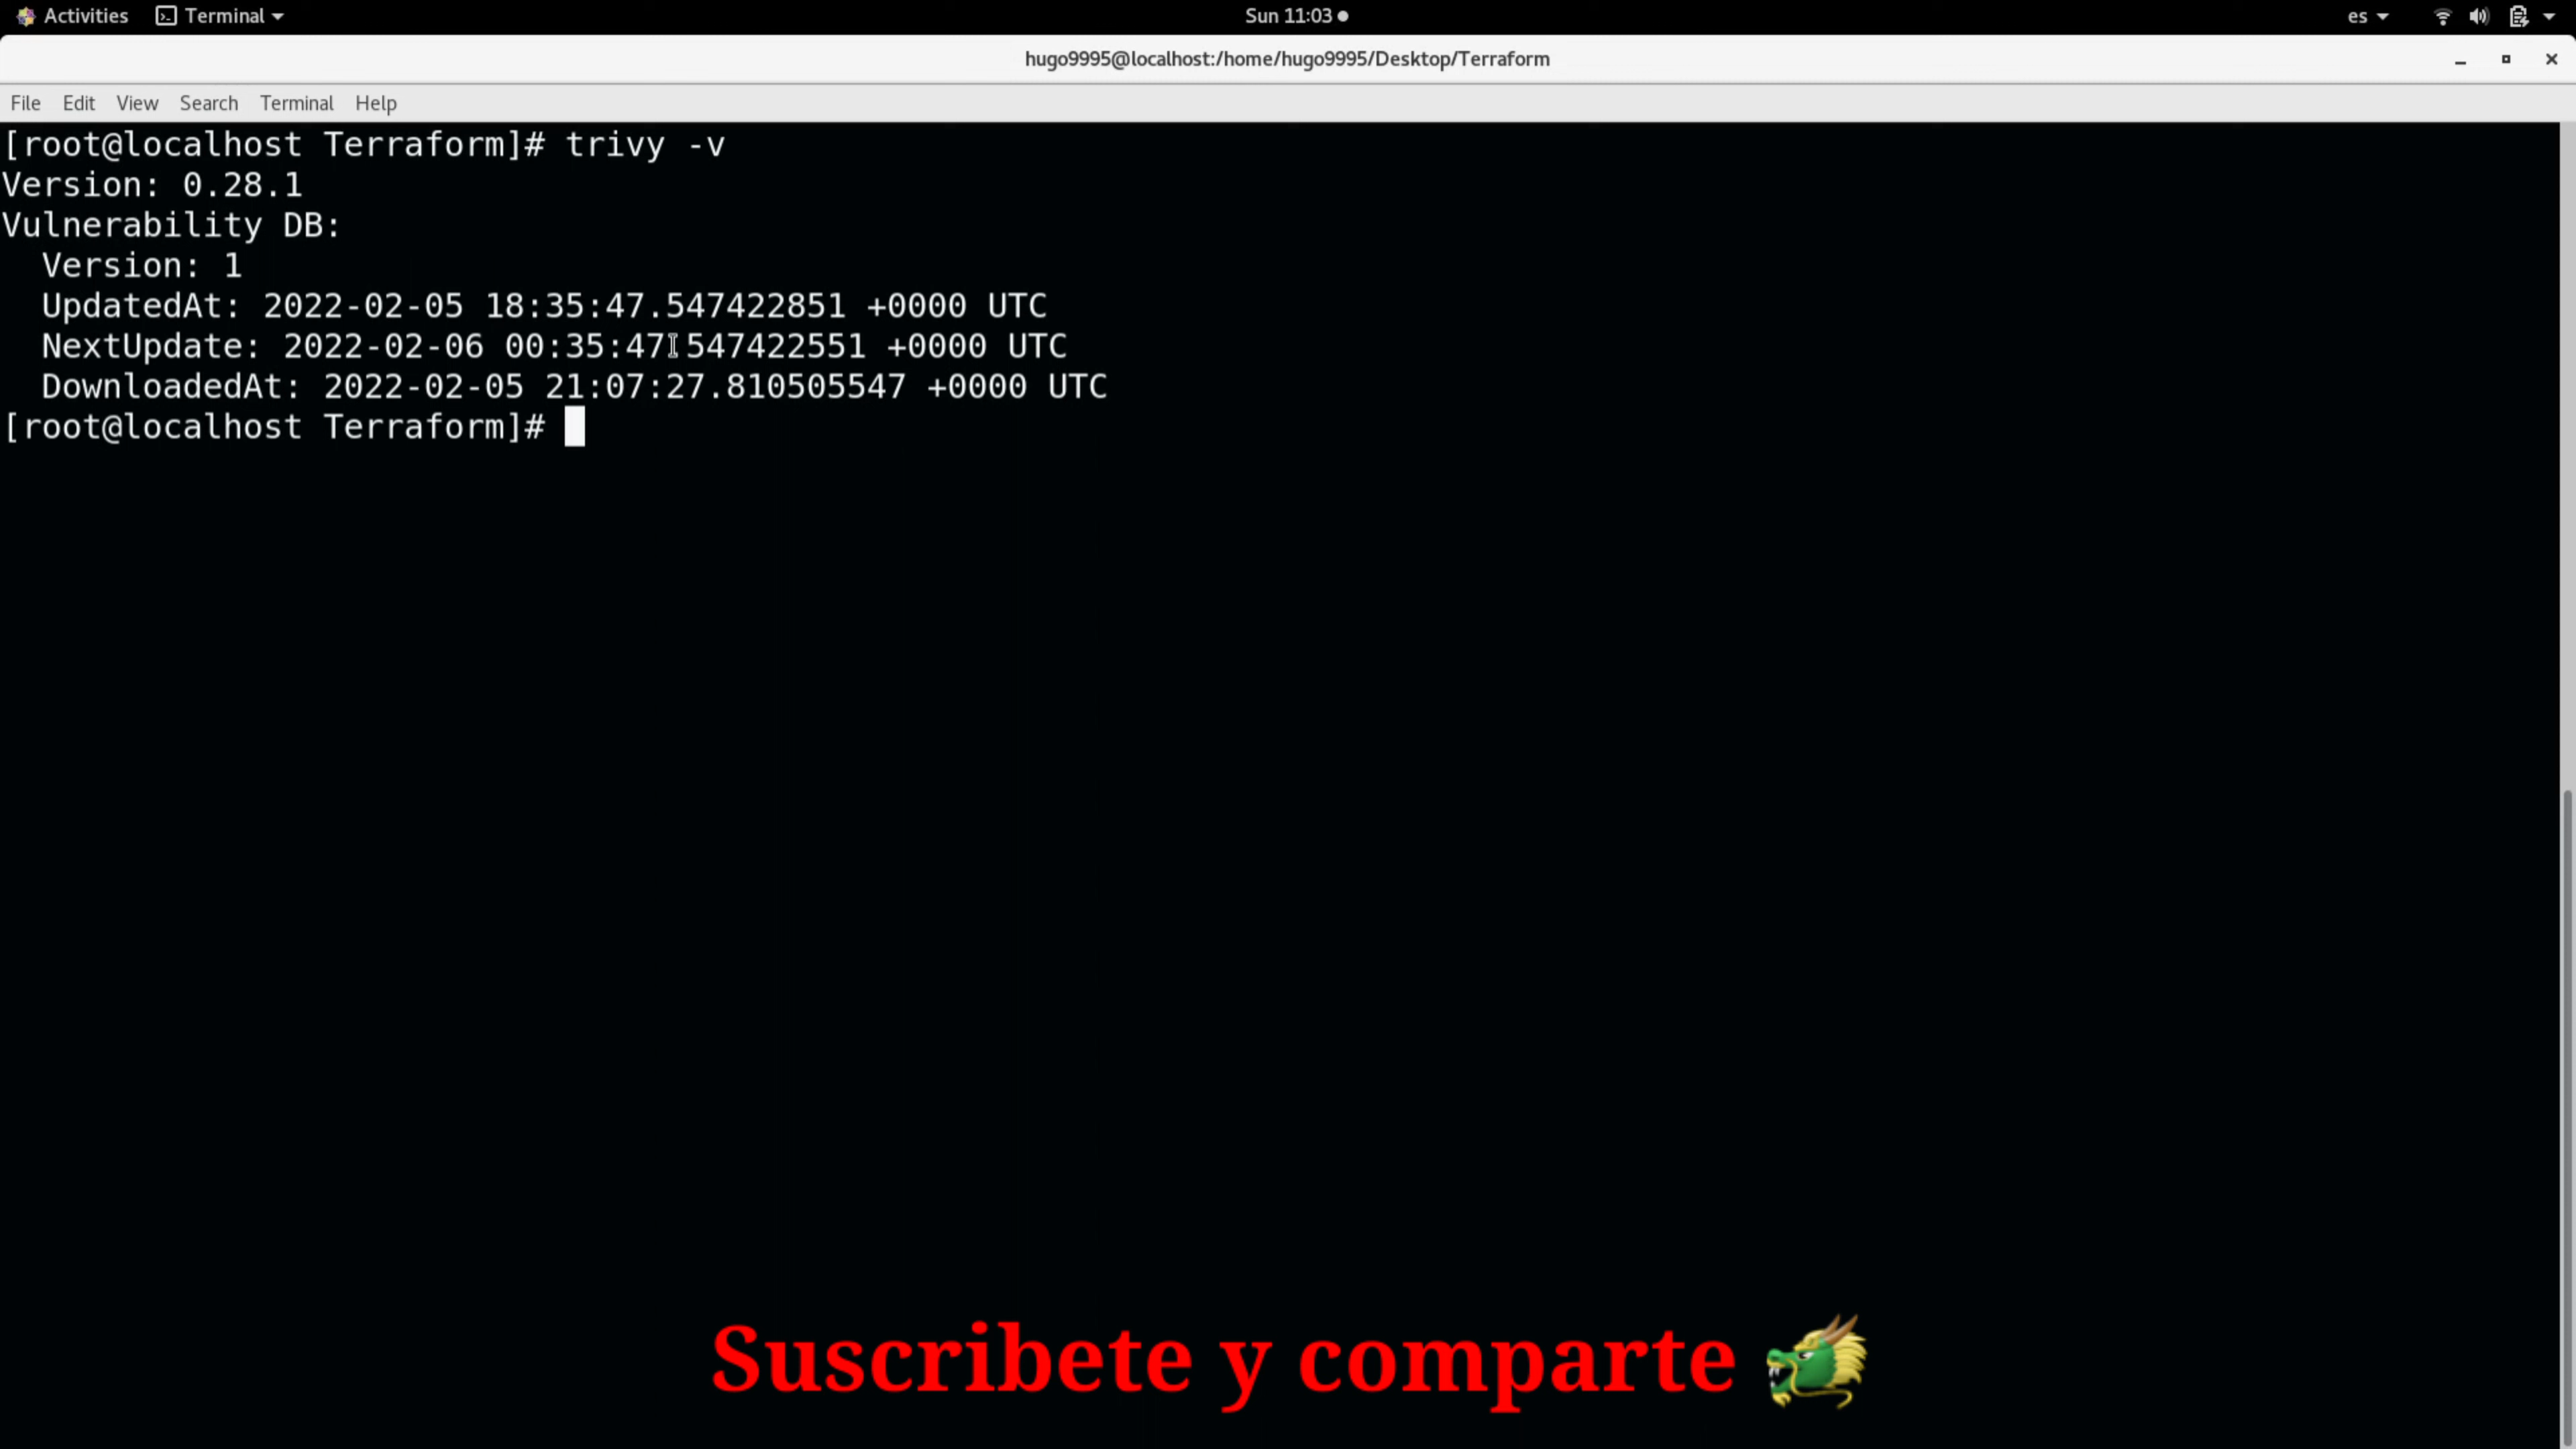 Activities Terminal Sun 11:03 es
hugo9995@localhost:/home/hugo9995/Desktop/Terraform
File Edit View Search Terminal Help
[root@localhost Terraform]# trivy -v
Version: 0.28.1
Vulnerability DB:
  Version: 1
  UpdatedAt: 2022-02-05 18:35:47.547422851 +0000 UTC
  NextUpdate: 2022-02-06 00:35:47.547422551 +0000 UTC
  DownloadedAt: 2022-02-05 21:07:27.810505547 +0000 UTC
[root@localhost Terraform]#
Suscribete y comparte